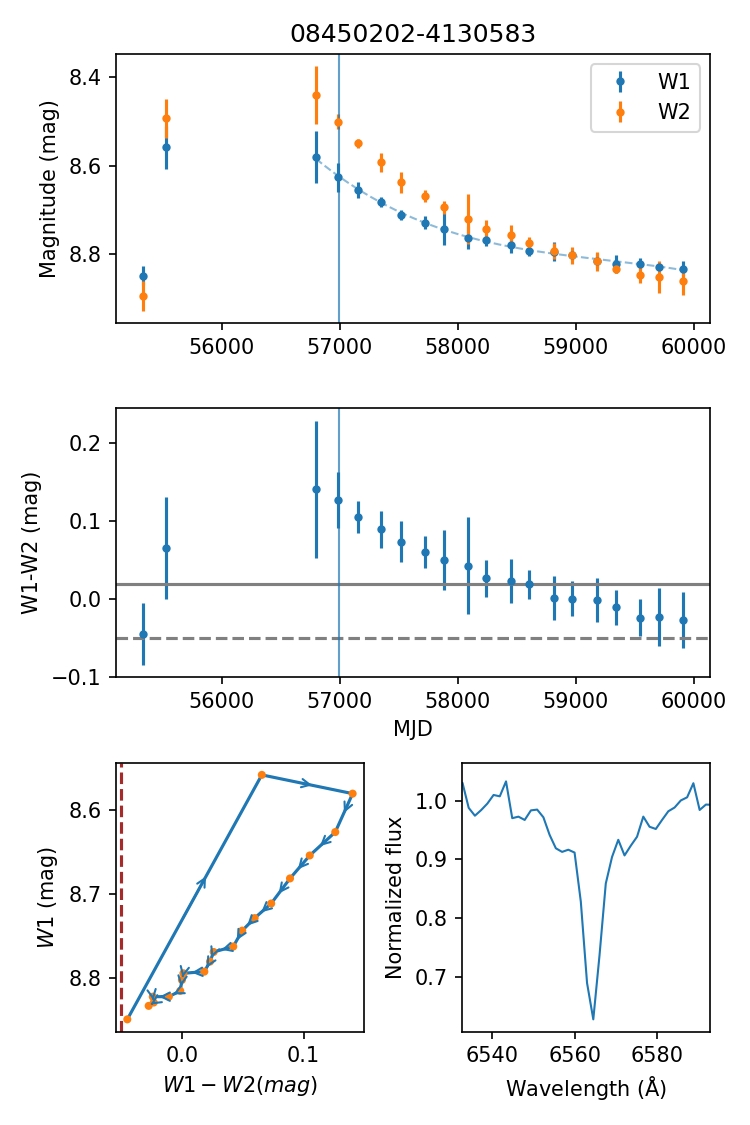 08450202-4130583
8.4
8.6
8.8
Magnitude (mag)
W1
W2
56000 57000 58000 59000 60000
0.2
0.1
0.0
−0.1
W1-W2 (mag)
56000 57000 58000 59000 60000
MJD
8.6
8.7
8.8
W1 (mag)
0.0 0.1
W1 − W2(mag)
1.0
0.9
0.8
0.7
Normalized flux
6540 6560 6580
Wavelength (Å)